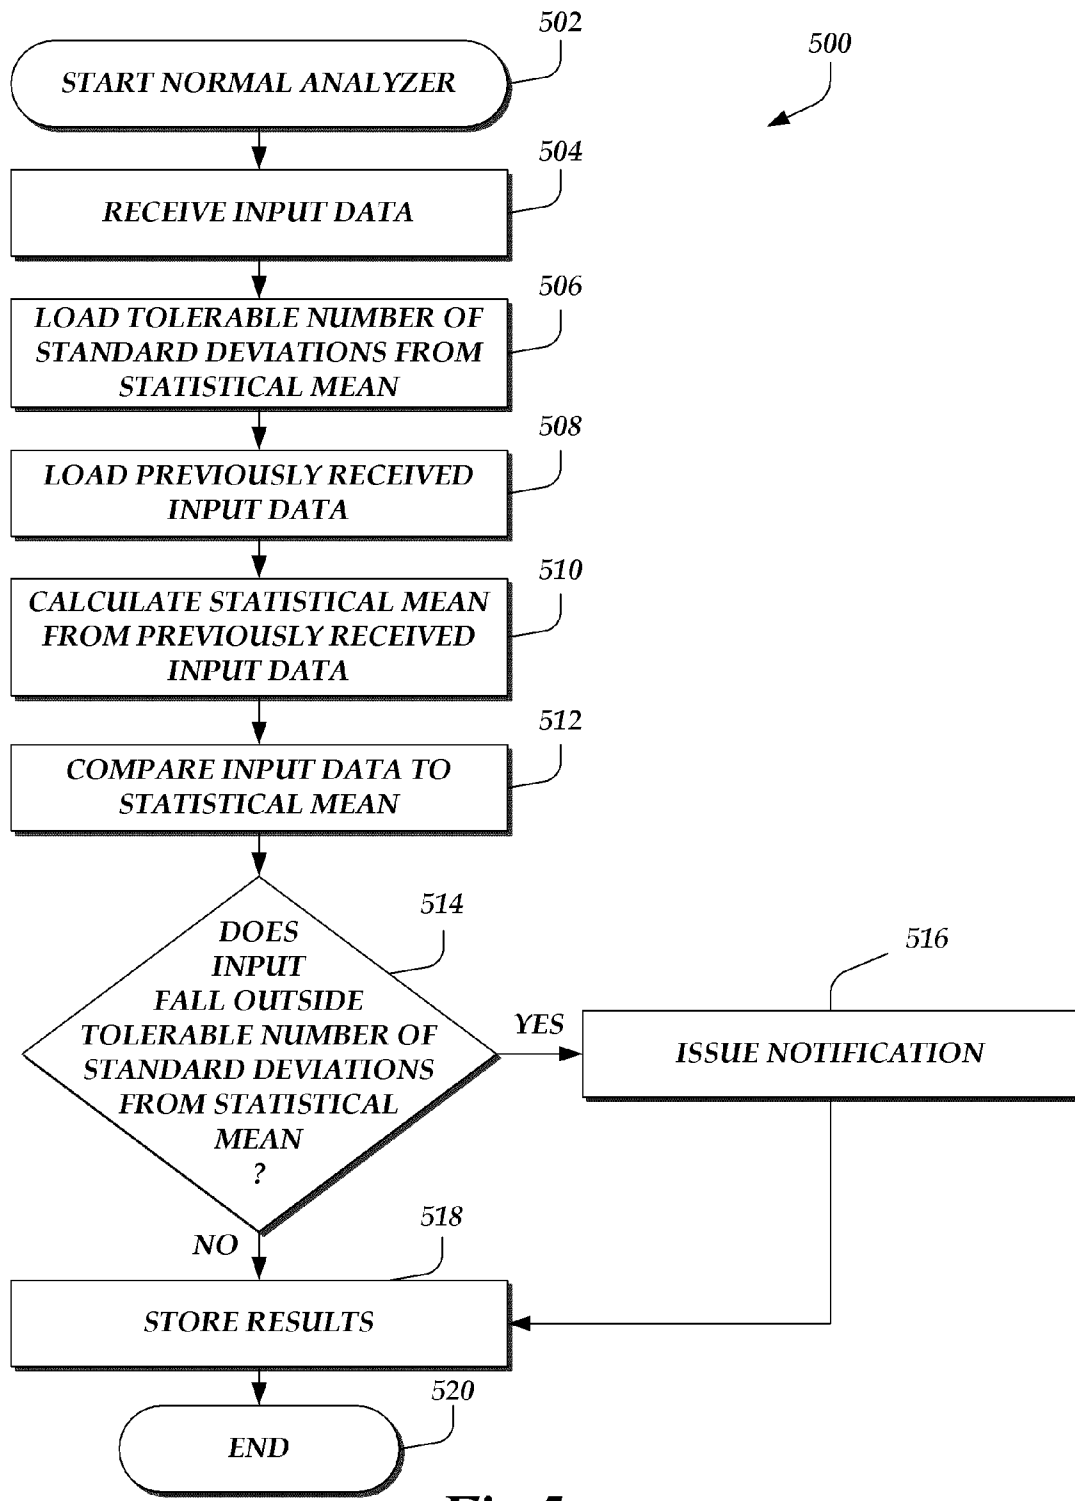 502
500
START NORMAL ANALYZER
504
RECEIVE INPUT DATA
506
LOAD TOLERABLE NUMBER OF
STANDARD DEVIATIONS FROM
STATISTICAL MEAN
508
LOAD PREVIOUSLY RECEIVED
INPUT DATA
510
CALCULATE STATISTICAL MEAN
FROM PREVIOUSLY RECEIVED
INPUT DATA
512
COMPARE INPUT DATA TO
STATISTICAL MEAN
514
DOES
INPUT
FALL OUTSIDE
TOLERABLE NUMBER OF
STANDARD DEVIATIONS
FROM STATISTICAL
MEAN
?
YES
516
ISSUE NOTIFICATION
NO
518
STORE RESULTS
520
END